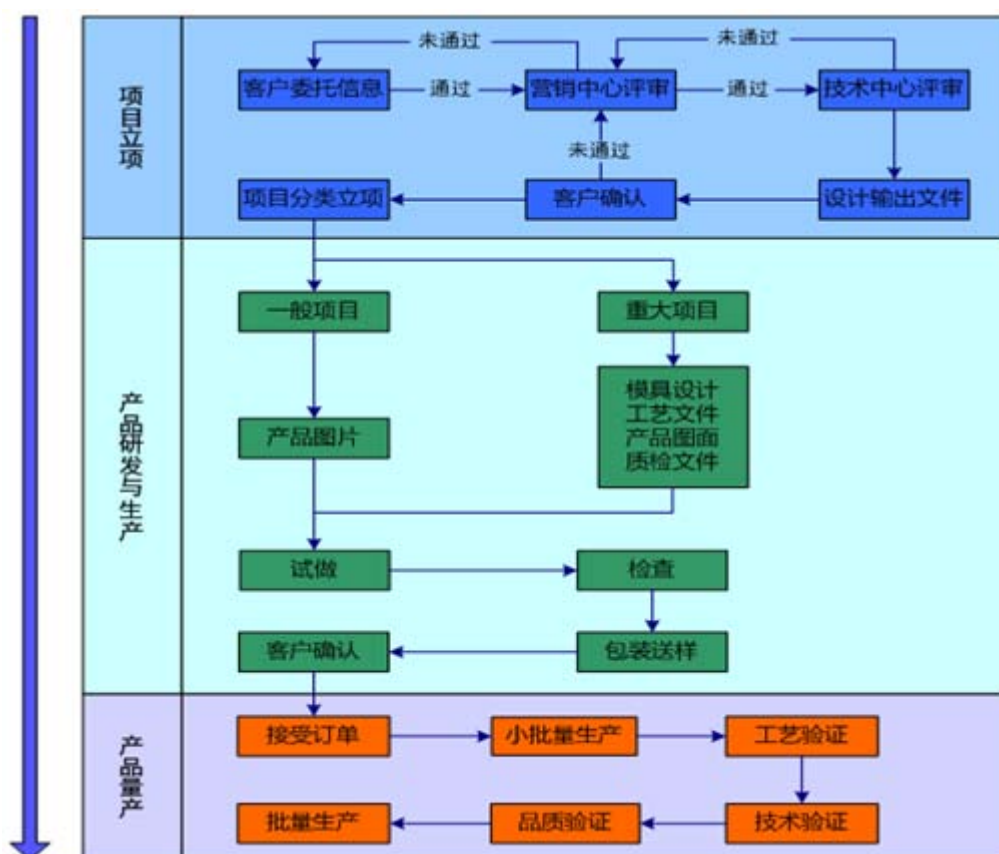 项目立项
未通过
未通过
客户委托信息
通过
营销中心评审
通过
技术中心评审
未通过
项目分类立项
客户确认
设计输出文件
产品研发与生产
一般项目
重大项目
模具设计
工艺文件
产品图面
质检文件
产品图片
试做
检查
客户确认
包装送样
产品量产
接受订单
小批量生产
工艺验证
批量生产
品质验证
技术验证